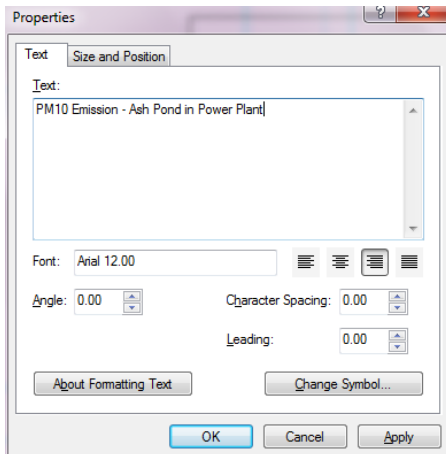 Properties
Text
Size and Position
Text:
PM10 Emission - Ash Pond in Power Plant
Font: Arial 12.00
Angle: 0.00 Character Spacing: 0.00
Leading: 0.00
About Formatting Text Change Symbol...
OK Cancel Apply